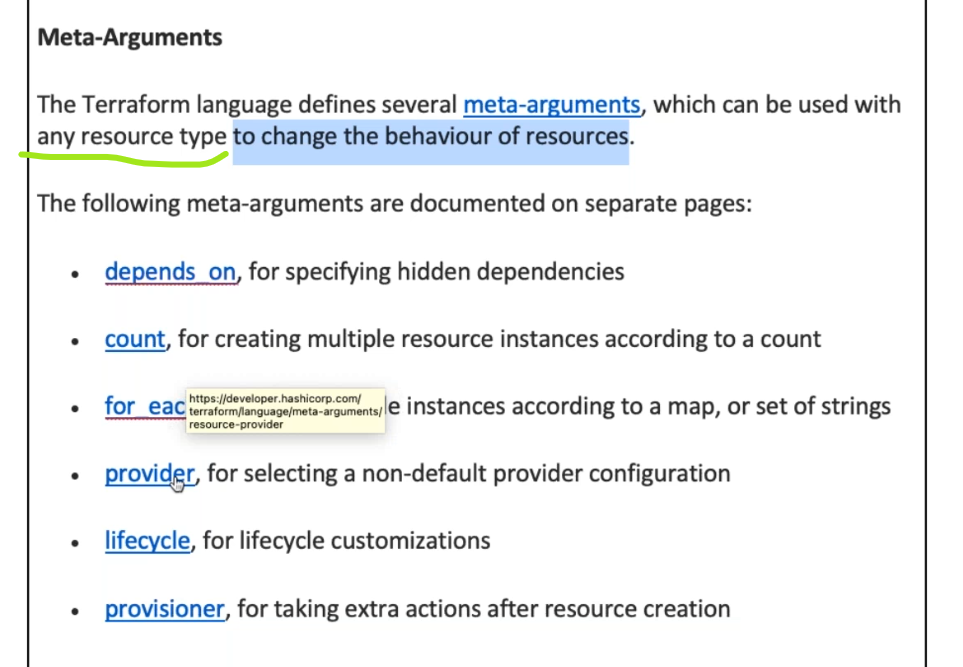 Meta-Arguments
The Terraform language defines several meta-arguments, which can be used with
any resource type to change the behaviour of resources.
The following meta-arguments are documented on separate pages:
• depends_on, for specifying hidden dependencies
• count, for creating multiple resource instances according to a count
• for_eac
https://developer.hashicorp.com/
terraform/language/meta-arguments/
resource-provider
e instances according to a map, or set of strings
• provider, for selecting a non-default provider configuration
• lifecycle, for lifecycle customizations
• provisioner, for taking extra actions after resource creation